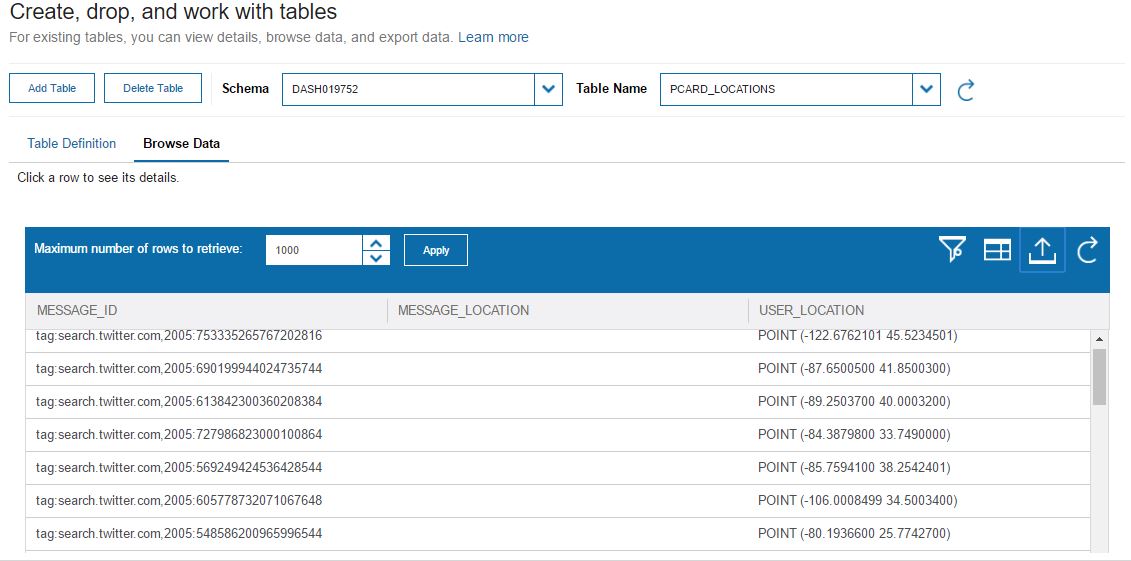 Create, drop, and work with tables
For existing tables, you can view details, browse data, and export data. Learn more
Add Table Delete Table Schema DASH019752 Table Name PCARD_LOCATIONS
Table Definition Browse Data
Click a row to see its details.
Maximum number of rows to retrieve: 1000 Apply
MESSAGE_ID MESSAGE_LOCATION USER_LOCATION
tag:search.twitter.com,2005:753335265767202816 POINT (-122.6762101 45.5234501)
tag:search.twitter.com,2005:690199944024735744 POINT (-87.6500500 41.8500300)
tag:search.twitter.com,2005:613842300360208384 POINT (-89.2503700 40.0003200)
tag:search.twitter.com,2005:727986823000100864 POINT (-84.3879800 33.7490000)
tag:search.twitter.com,2005:569249424536428544 POINT (-85.7594100 38.2542401)
tag:search.twitter.com,2005:605778732071067648 POINT (-106.0008499 34.5003400)
tag:search.twitter.com,2005:548586200965996544 POINT (-80.1936600 25.7742700)